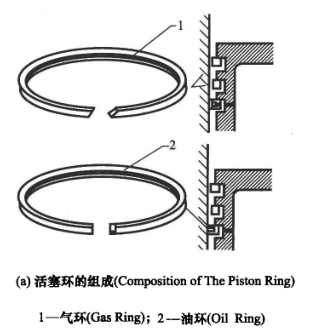 1
2
(a) 活塞环的组成(Composition of The Piston Ring)
1—气环(Gas Ring)；2—油环(Oil Ring)